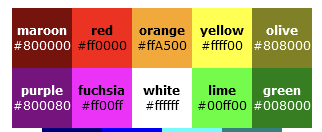 maroon red orange yellow olive
#800000 #ff0000 #ffA500 #ffff00 #808000
purple fuchsia white lime green
#800080 #ff00ff #ffffff #00ff00 #008000